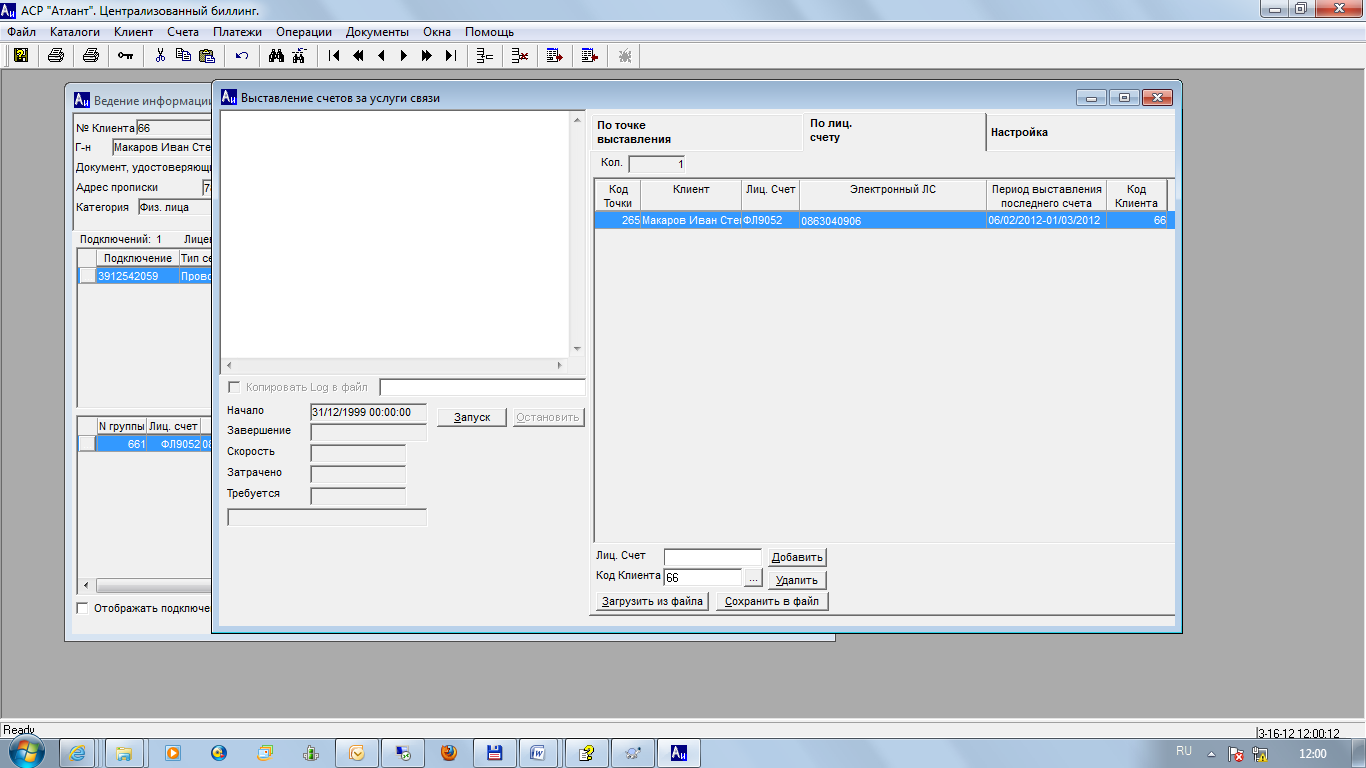 АСР "Атлант". Централизованный биллинг.
Файл Каталоги Клиент Счета Платежи Операции Документы Окна Помощь
Ведение информации
№ Клиента 66
Г-н Макаров Иван Сте
Документ, удостоверяющ
Адрес прописки
Категория Физ. лица
Подключений: 1 Лице
Подключение Тип се
3912542059 Пров
N группы Лиц. счет
661 ФЛ9052 08
Отображать подключе
Выставление счетов за услуги связи
Копировать Log в файл
Начало 31/12/1999 00:00:00 Запуск Остановить
Завершение
Скорость
Затрачено
Требуется
По точке
выставления
По лиц.
счету
Настройка
Кол. 1
Код Точки Клиент Лиц. Счет Электронный ЛС Период выставления последнего счета Код Клиента
265 Макаров Иван Сте ФЛ9052 0863040906 06/02/2012-01/03/2012 66
Лиц. Счет Добавить
Код Клиента 66 ... Удалить
Загрузить из файла Сохранить в файл
Ready
3-16-12 12:00:12
RU 12:00